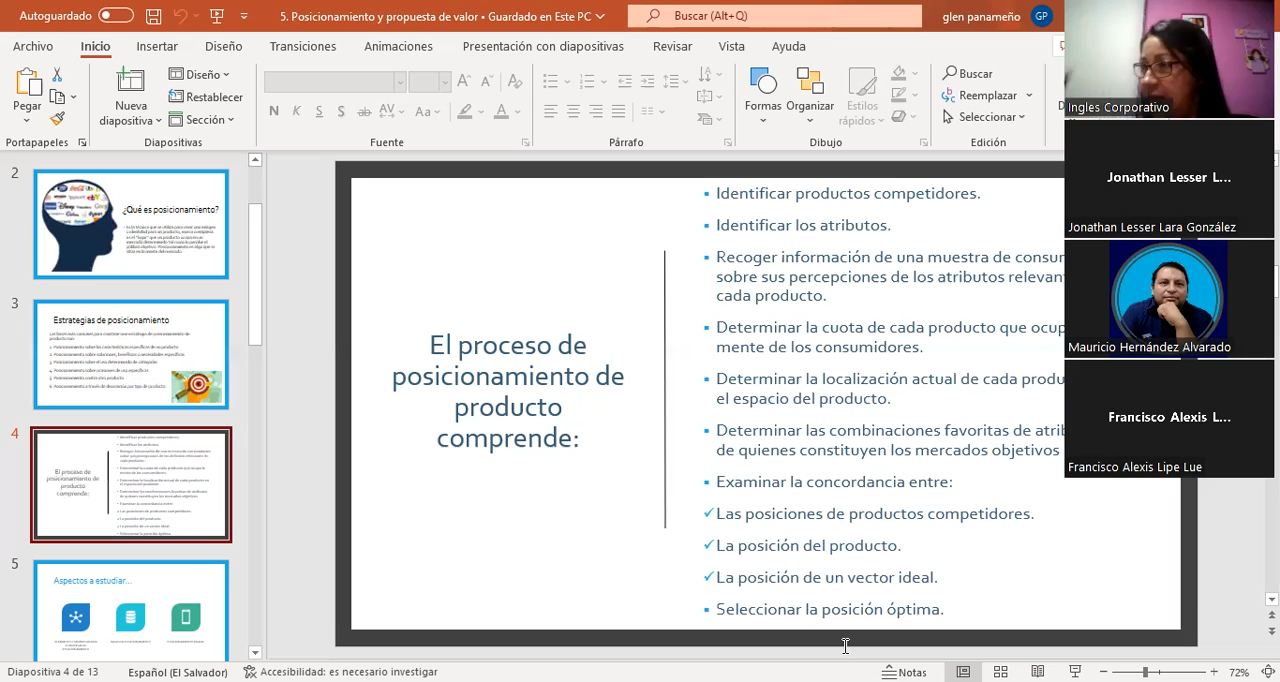 Autoguardado
5. Posicionamiento y propuesta de valor • Guardado en Este PC
Buscar (Alt+Q)
glen panameño
GP
Archivo
Inicio
Insertar
Diseño
Transiciones
Animaciones
Presentación con diapositivas
Revisar
Vista
Ayuda
Pegar
Nueva
diapositiva
Diseño
Restablecer
Sección
N K S S ab AV Aa A
Formas
Organizar
Estilos
rápidos
Buscar
Reemplazar
Seleccionar
Portapapeles
Diapositivas
Fuente
Párrafo
Dibujo
Edición
2
¿Qué es posicionamiento?
3
Estrategias de posicionamiento
4
El proceso de
posicionamiento de
producto
comprende:
5
Aspectos a estudiar...
El proceso de
posicionamiento de
producto
comprende:
Identificar productos competidores.
Identificar los atributos.
Recoger información de una muestra de consu
sobre sus percepciones de los atributos relevan
cada producto.
Determinar la cuota de cada producto que ocup
mente de los consumidores.
Determinar la localización actual de cada produ
el espacio del producto.
Determinar las combinaciones favoritas de atrib
de quienes constituyen los mercados objetivos
Examinar la concordancia entre:
✓Las posiciones de productos competidores.
✓La posición del producto.
✓La posición de un vector ideal.
Seleccionar la posición óptima.
Ingles Corporativo
Jonathan Lesser L...
Jonathan Lesser Lara González
Mauricio Hernández Alvarado
Francisco Alexis L...
Francisco Alexis Lipe Lue
Diapositiva 4 de 13
Español (El Salvador)
Accesibilidad: es necesario investigar
Notas
72%